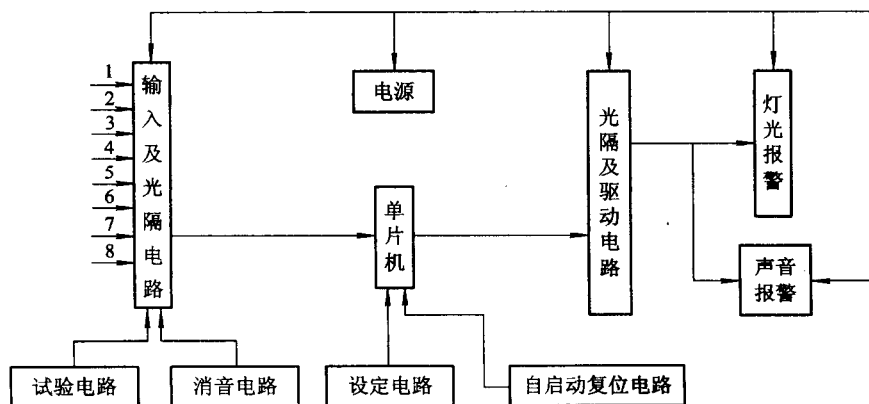 1
2
3
4
5
6
7
8
输入及光隔电路
电源
单片机
光隔及驱动电路
灯光报警
声音
报警
试验电路
消音电路
设定电路
自启动复位电路